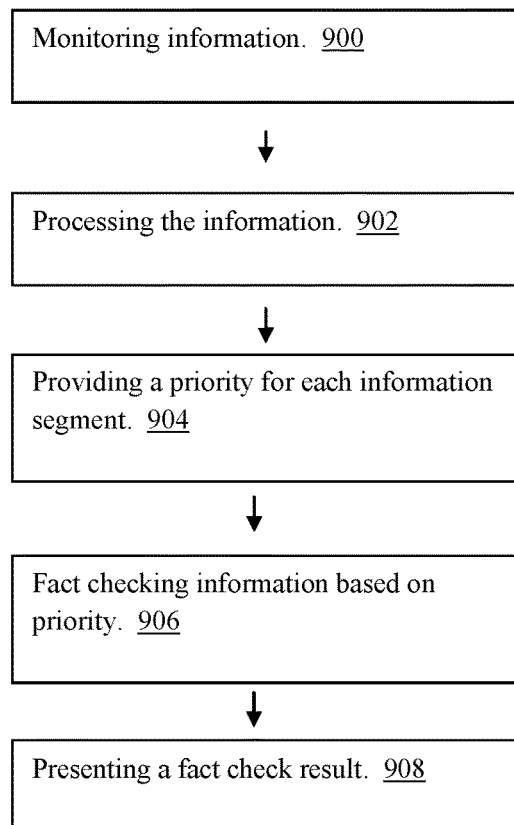 Monitoring information. 900
Processing the information. 902
Providing a priority for each information
segment. 904
Fact checking information based on
priority. 906
Presenting a fact check result. 908